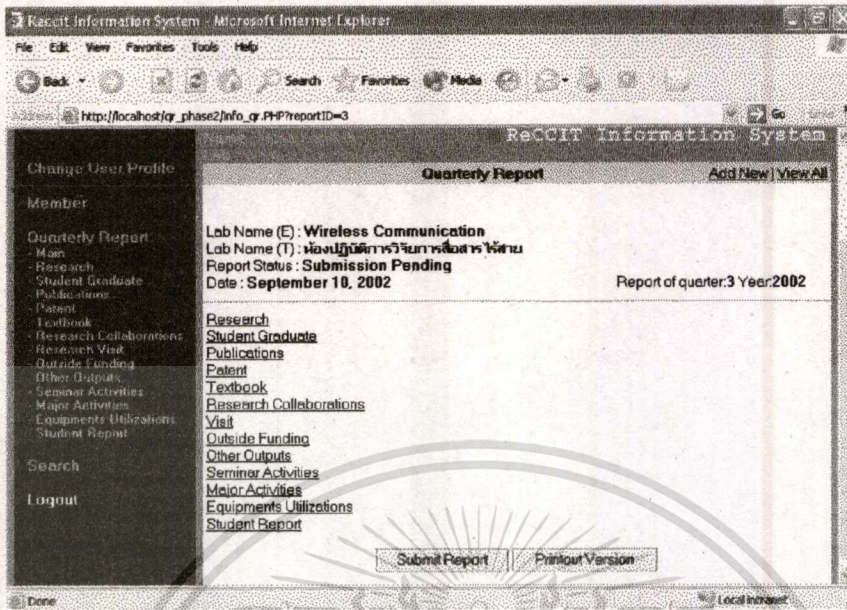 Reccit Information System - Microsoft Internet Explorer
File Edit View Favorites Tools Help
Back Search Favorites Media
Address http://localhost/qr_phase2/info_qr.PHP?reportID=3 Go
ReCCIT Information System
Quarterly Report Add New | View All
Change User Profile
Member
Quarterly Report
- Main
- Research
- Student Graduate
- Publications
- Patent
- Textbook
- Research Collaborations
- Research Visit
- Outside Funding
- Other Outputs
- Seminar Activities
- Major Activities
- Equipments Utilizations
- Student Report
Search
Logout
Lab Name (E) : Wireless Communication
Lab Name (T) : ห้องปฏิบัติการวิจัยการสื่อสารไร้สาย
Report Status : Submission Pending
Date : September 10, 2002 Report of quarter:3 Year:2002
Research
Student Graduate
Publications
Patent
Textbook
Research Collaborations
Visit
Outside Funding
Other Outputs
Seminar Activities
Major Activities
Equipments Utilizations
Student Report
Submit Report Printout Version
Done Local intranet